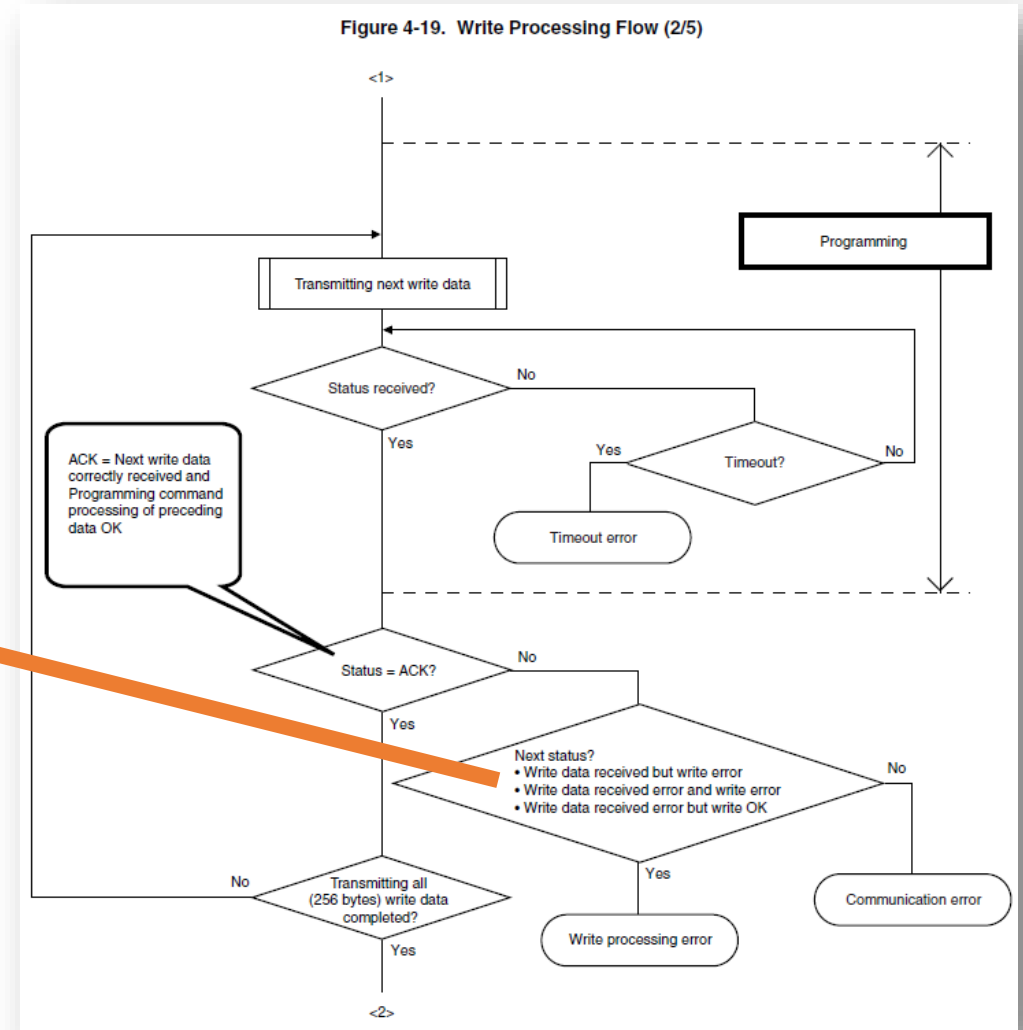 Figure 4-19. Write Processing Flow (2/5)
<1>
Programming
Transmitting next write data
Status received?
No
Yes
Timeout?
Yes
No
Timeout error
ACK = Next write data
correctly received and
Programming command
processing of preceding
data OK
Status = ACK?
No
Yes
Next status?
• Write data received but write error
• Write data received error and write error
• Write data received error but write OK
No
Yes
Communication error
Write processing error
Transmitting all
(256 bytes) write data
completed?
No
Yes
<2>